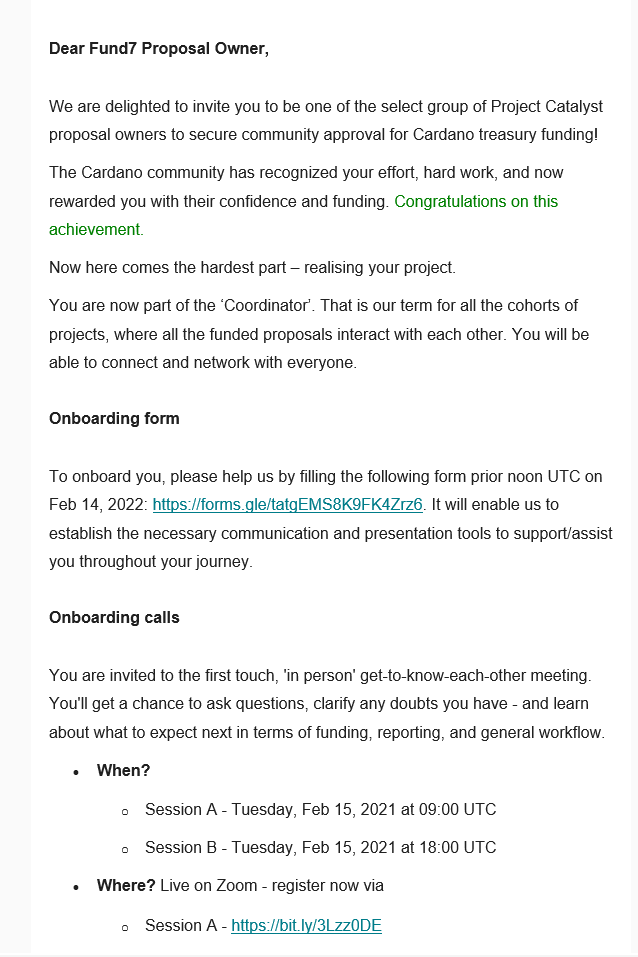 Dear Fund7 Proposal Owner,
We are delighted to invite you to be one of the select group of Project Catalyst
proposal owners to secure community approval for Cardano treasury funding!
The Cardano community has recognized your effort, hard work, and now
rewarded you with their confidence and funding. Congratulations on this
achievement.
Now here comes the hardest part – realising your project.
You are now part of the ‘Coordinator’. That is our term for all the cohorts of
projects, where all the funded proposals interact with each other. You will be
able to connect and network with everyone.
Onboarding form
To onboard you, please help us by filling the following form prior noon UTC on
Feb 14, 2022: https://forms.gle/tatgEMS8K9FK4Zrz6. It will enable us to
establish the necessary communication and presentation tools to support/assist
you throughout your journey.
Onboarding calls
You are invited to the first touch, 'in person' get-to-know-each-other meeting.
You'll get a chance to ask questions, clarify any doubts you have - and learn
about what to expect next in terms of funding, reporting, and general workflow.
• When?
o Session A - Tuesday, Feb 15, 2021 at 09:00 UTC
o Session B - Tuesday, Feb 15, 2021 at 18:00 UTC
• Where? Live on Zoom - register now via
o Session A - https://bit.ly/3Lzz0DE